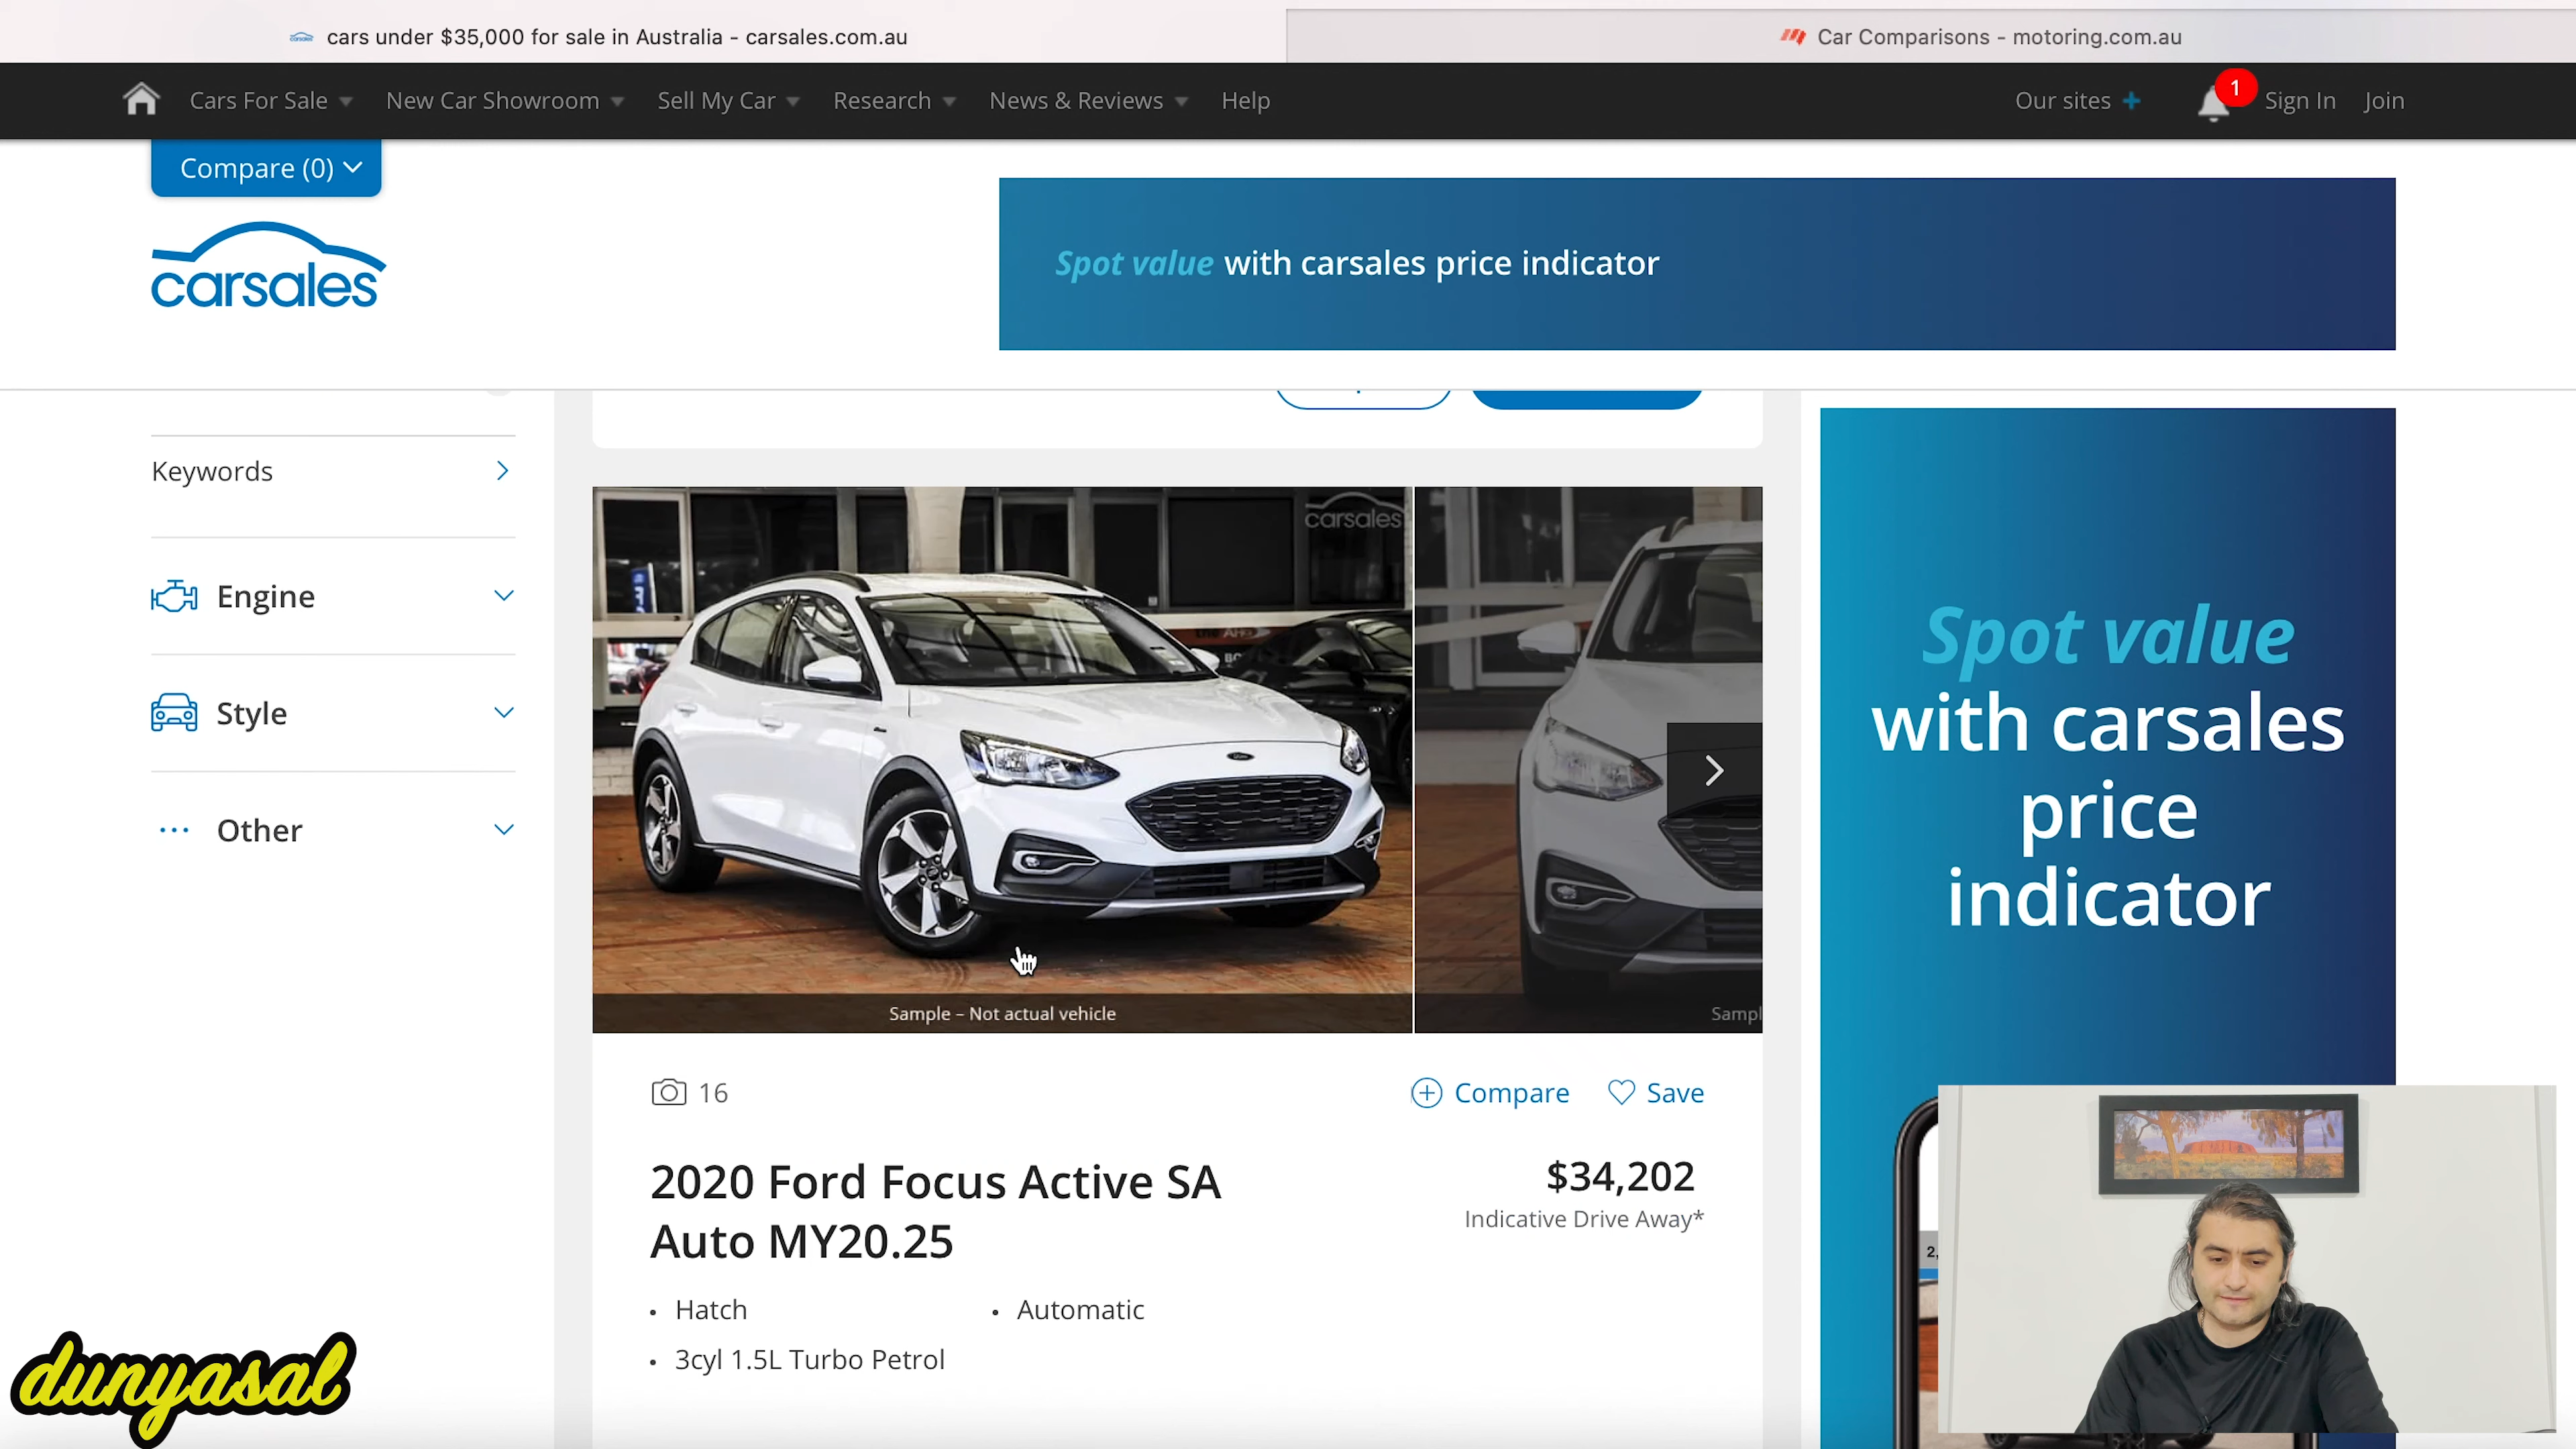 cars under $35,000 for sale in Australia - carsales.com.au
Car Comparisons - motoring.com.au
Cars For Sale
New Car Showroom
Sell My Car
Research
News & Reviews
Help
Our sites +
1
Sign In
Join
Compare (0)
carsales
Spot value with carsales price indicator
Keywords
Engine
Style
Other
carsales
Sample – Not actual vehicle
Sampl
16
Compare
Save
2020 Ford Focus Active SA
Auto MY20.25
$34,202
Indicative Drive Away*
• Hatch
• Automatic
• 3cyl 1.5L Turbo Petrol
Spot value
with carsales
price
indicator
2,
dunyasal